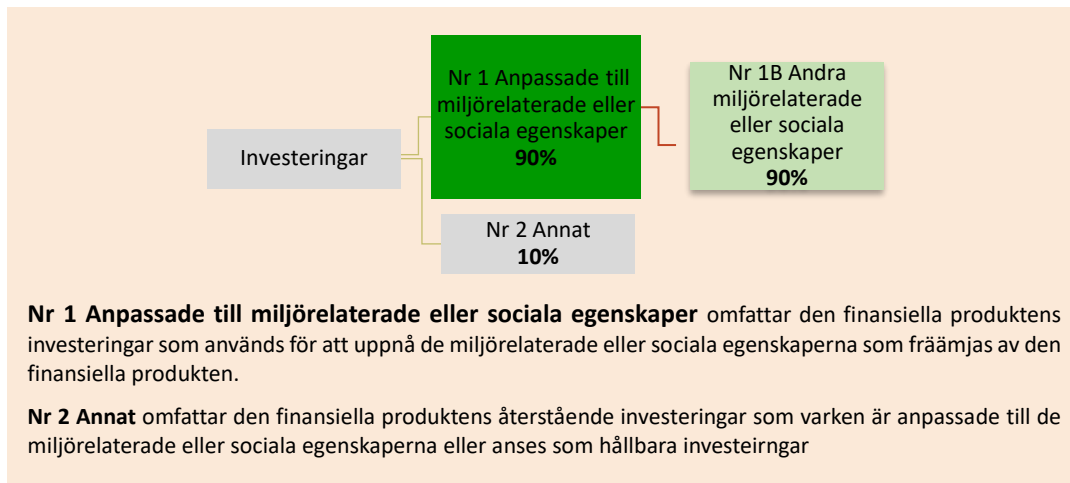 Investeringar
Nr 1 Anpassade till
miljörelaterade eller
sociala egenskaper
90%
Nr 1B Andra
miljörelaterade
eller sociala
egenskaper
90%
Nr 2 Annat
10%
Nr 1 Anpassade till miljörelaterade eller sociala egenskaper omfattar den finansiella produktens
investeringar som används för att uppnå de miljörelaterade eller sociala egenskaperna som fräämjas av den
finansiella produkten.
Nr 2 Annat omfattar den finansiella produktens återstående investeringar som varken är anpassade till de
miljörelaterade eller sociala egenskaperna eller anses som hållbara investeirngar